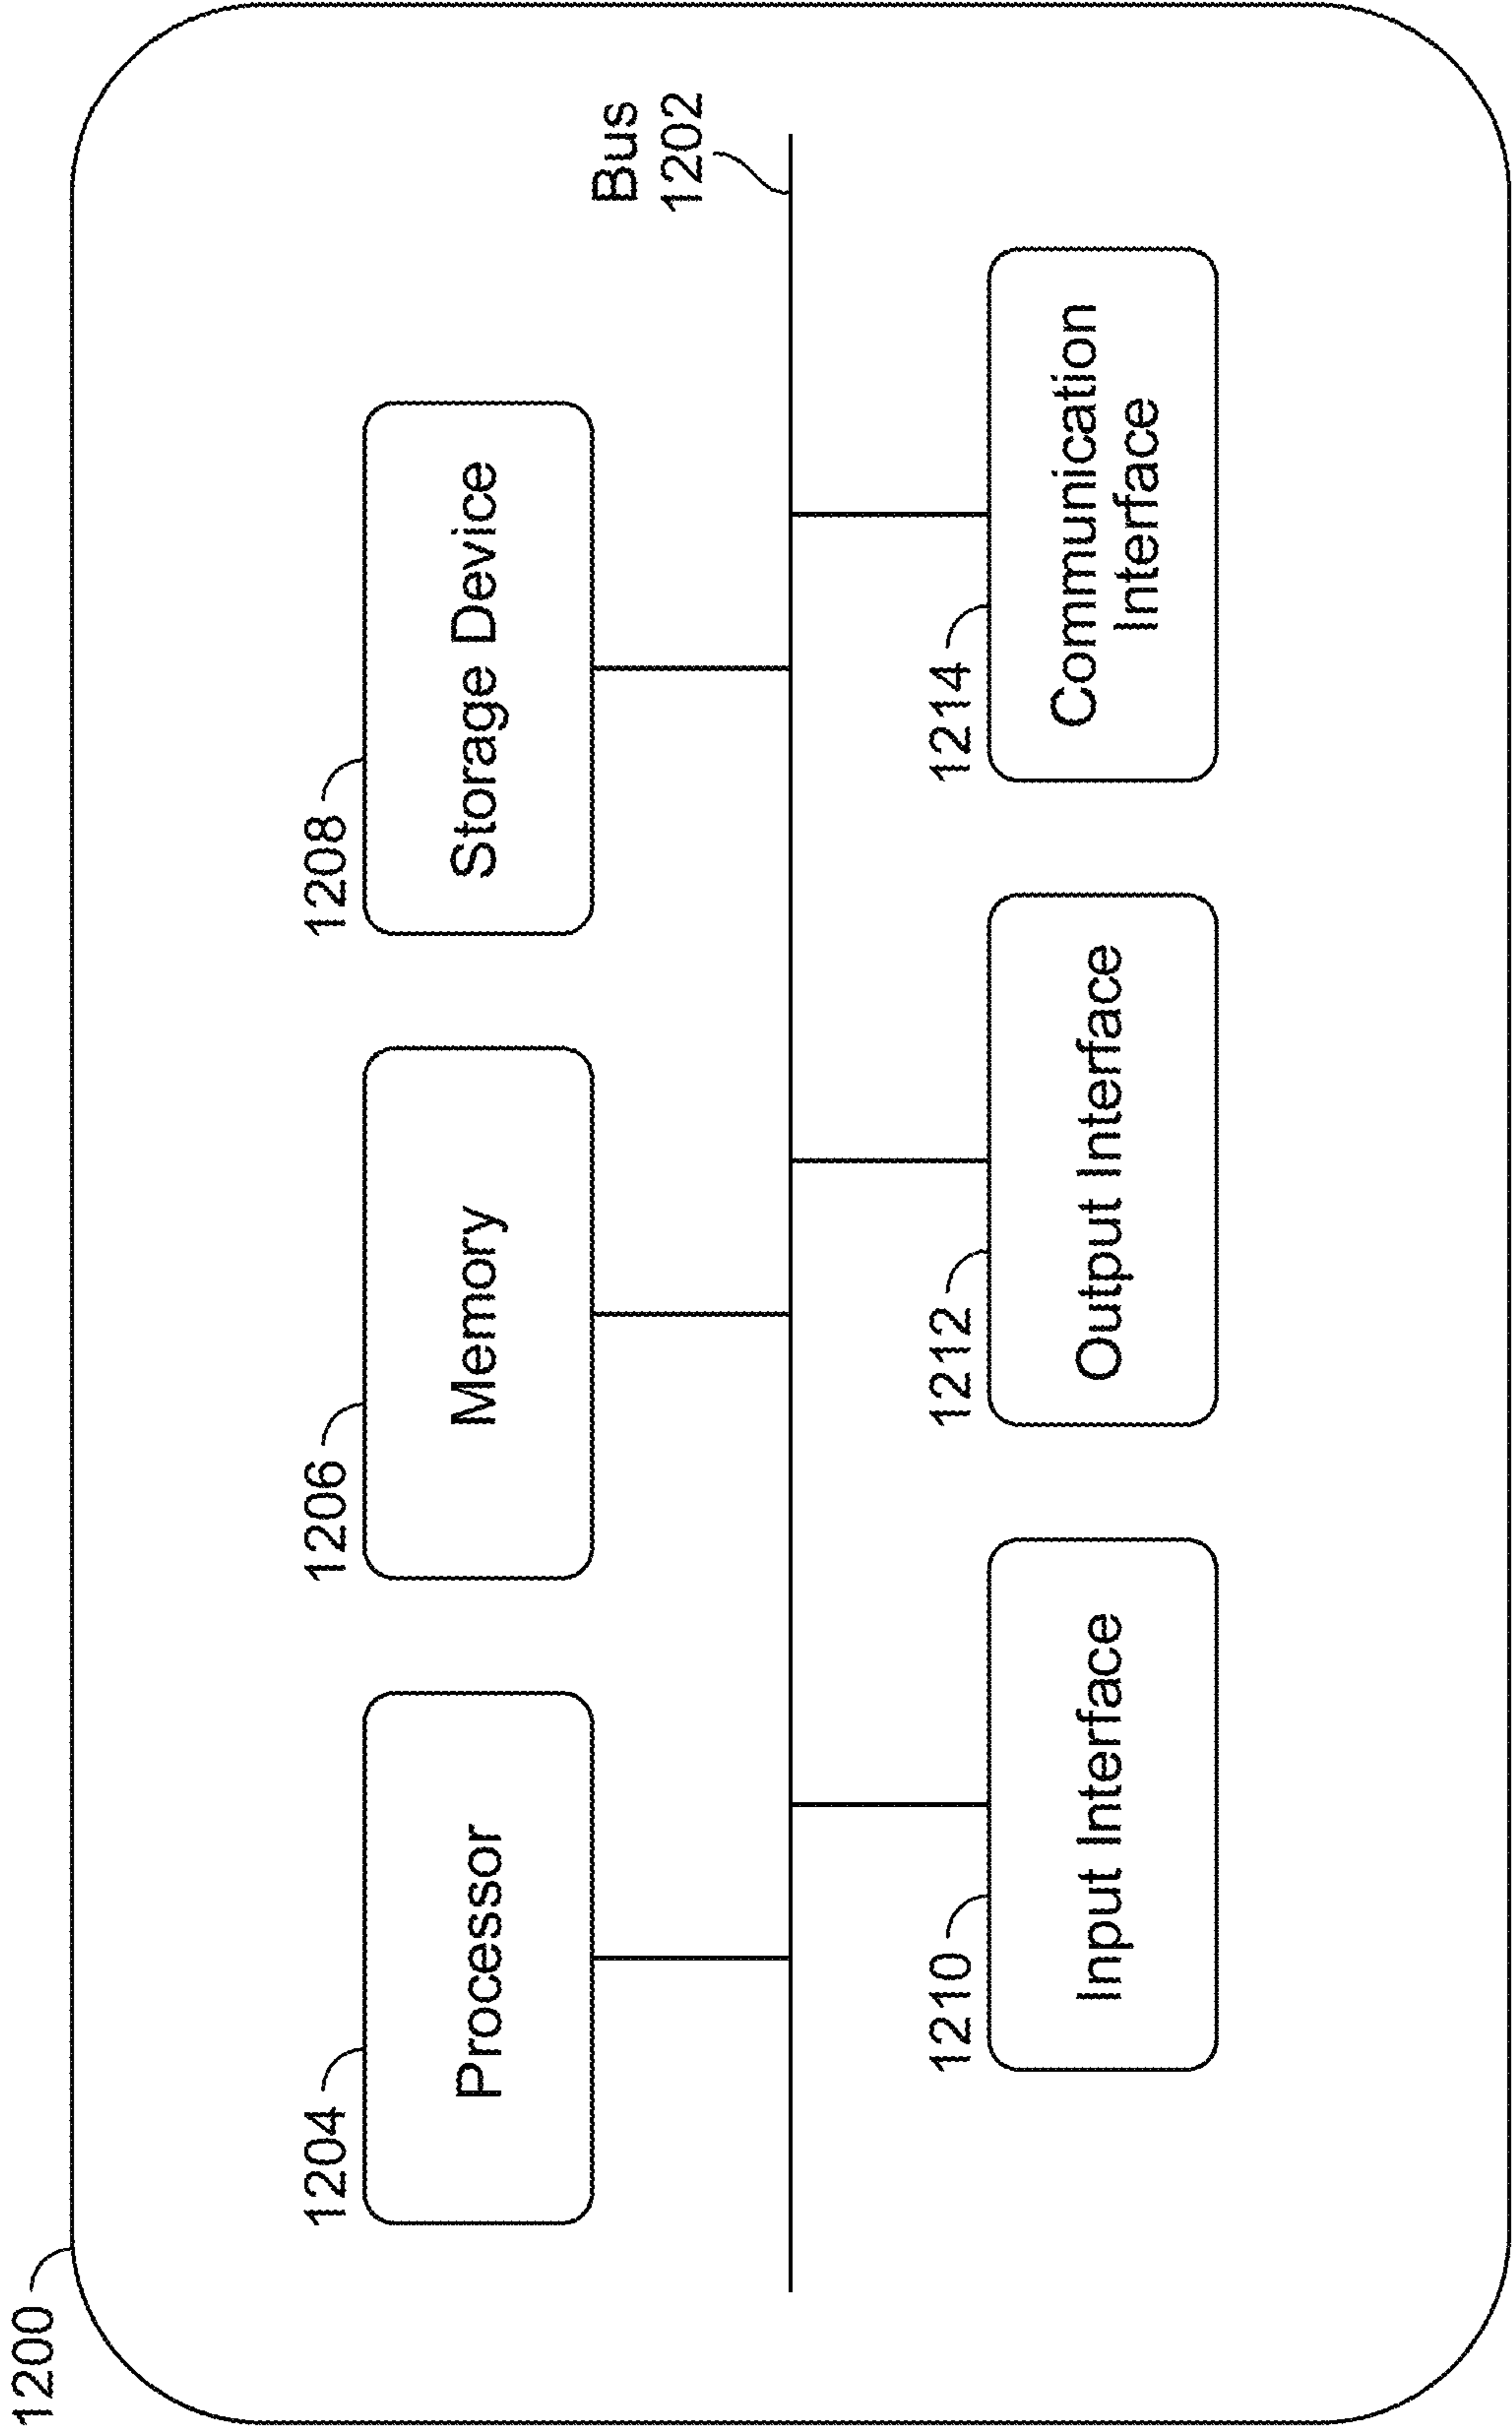 1200
1204
Processor
1206
Memory
1208
Storage Device
Bus
1202
1210
Input Interface
1212
Output Interface
1214
Communication
Interface